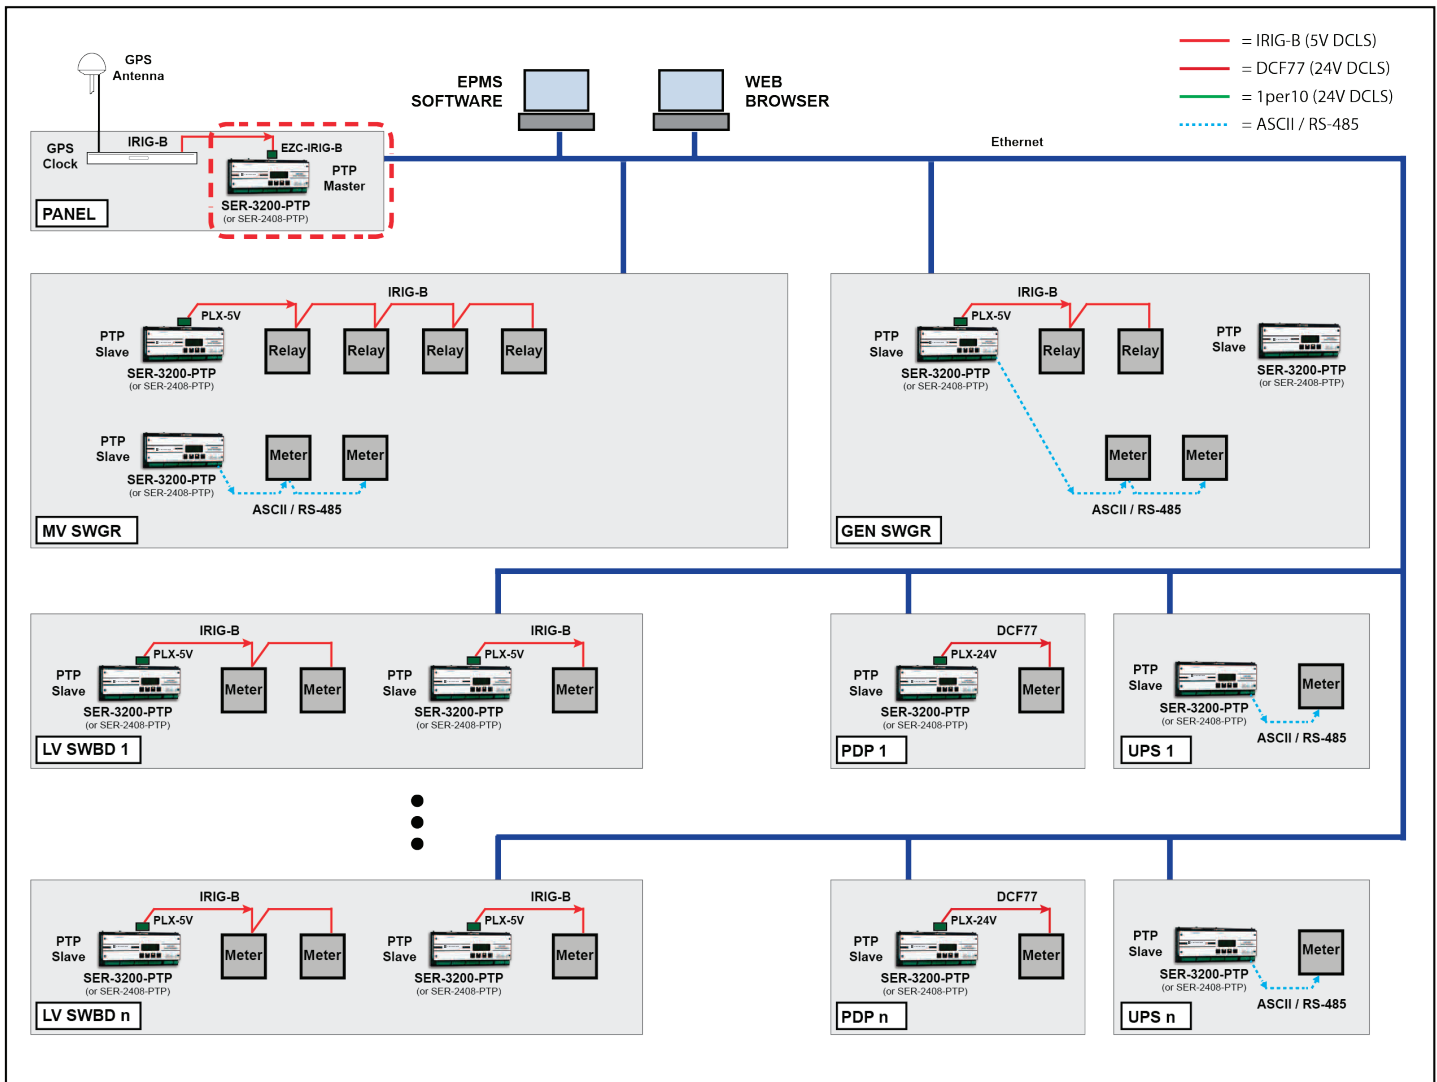 GPS
Antenna
EPMS
SOFTWARE
WEB
BROWSER
= IRIG-B (5V DCLS)
= DCF77 (24V DCLS)
= 1per10 (24V DCLS)
= ASCII / RS-485
GPS
Clock
IRIG-B
EZC-IRIG-B
PTP
Master
SER-3200-PTP
(or SER-2408-PTP)
PANEL
Ethernet
IRIG-B
PLX-5V
PTP
Slave
SER-3200-PTP
(or SER-2408-PTP)
Relay
Relay
Relay
Relay
PTP
Slave
SER-3200-PTP
(or SER-2408-PTP)
Meter
Meter
ASCII / RS-485
MV SWGR
IRIG-B
PLX-5V
PTP
Slave
SER-3200-PTP
(or SER-2408-PTP)
Relay
Relay
PTP
Slave
SER-3200-PTP
(or SER-2408-PTP)
Meter
Meter
ASCII / RS-485
GEN SWGR
IRIG-B
PLX-5V
PTP
Slave
SER-3200-PTP
(or SER-2408-PTP)
Meter
Meter
IRIG-B
PLX-5V
PTP
Slave
SER-3200-PTP
(or SER-2408-PTP)
Meter
LV SWBD 1
DCF77
PLX-24V
PTP
Slave
SER-3200-PTP
(or SER-2408-PTP)
Meter
PDP 1
PTP
Slave
SER-3200-PTP
(or SER-2408-PTP)
Meter
ASCII / RS-485
UPS 1
IRIG-B
PLX-5V
PTP
Slave
SER-3200-PTP
(or SER-2408-PTP)
Meter
Meter
IRIG-B
PLX-5V
PTP
Slave
SER-3200-PTP
(or SER-2408-PTP)
Meter
LV SWBD n
DCF77
PLX-24V
PTP
Slave
SER-3200-PTP
(or SER-2408-PTP)
Meter
PDP n
PTP
Slave
SER-3200-PTP
(or SER-2408-PTP)
Meter
ASCII / RS-485
UPS n